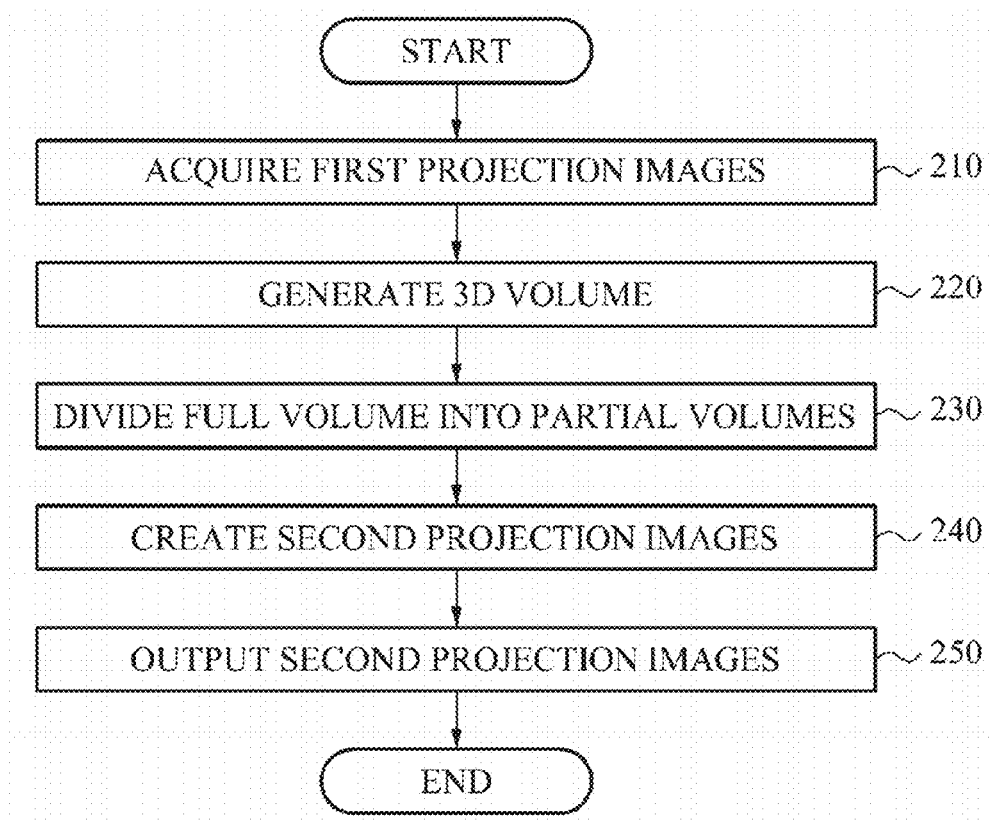 START
ACQUIRE FIRST PROJECTION IMAGES 210
GENERATE 3D VOLUME 220
DIVIDE FULL VOLUME INTO PARTIAL VOLUMES 230
CREATE SECOND PROJECTION IMAGES 240
OUTPUT SECOND PROJECTION IMAGES 250
END